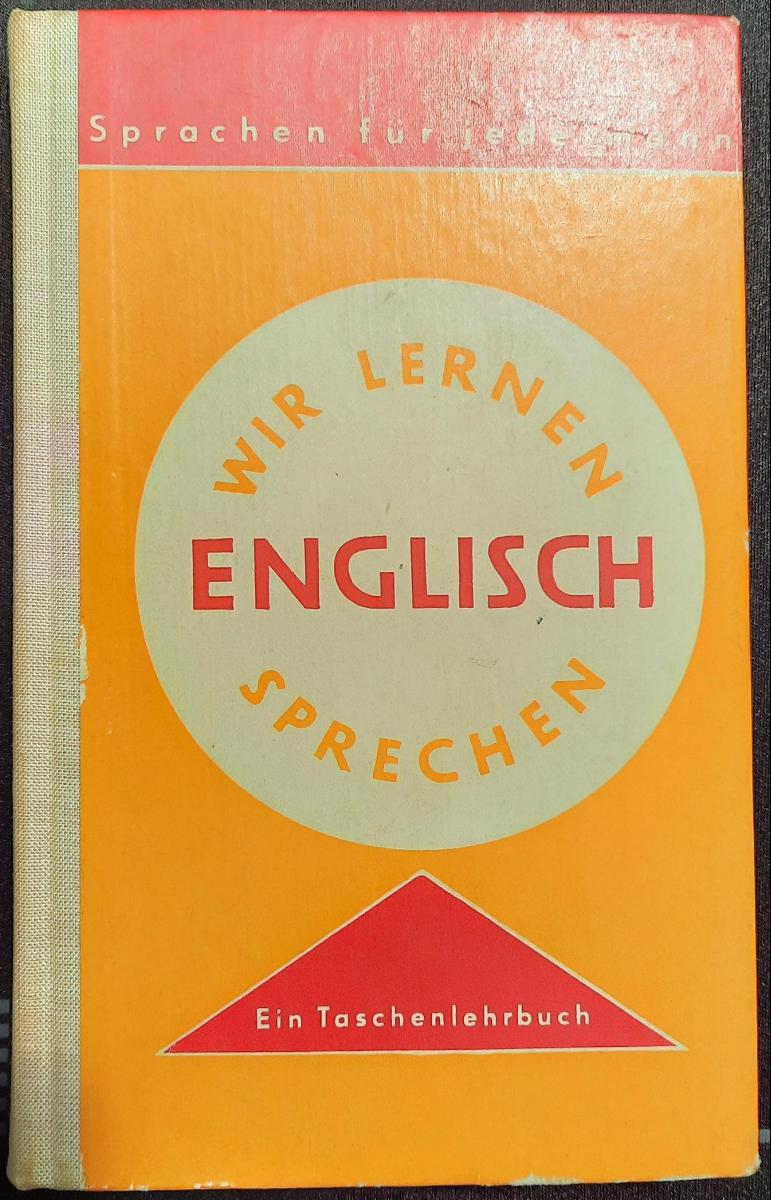 Sprachen für jedermann
WIR LERNEN
ENGLISCH
SPRECHEN
Ein Taschenlehrbuch